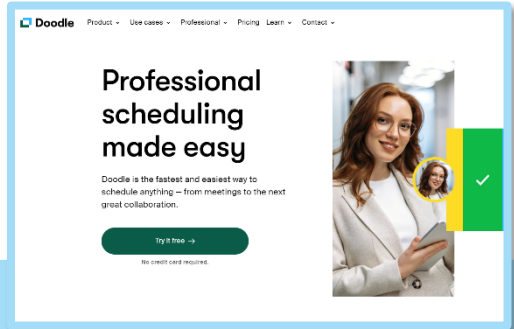 Doodle Product Use cases Professional Pricing Learn Contact
Professional
scheduling
made easy
Doodle is the fastest and easiest way to
schedule anything — from meetings to the next
great collaboration.
Try it free →
No credit card required.